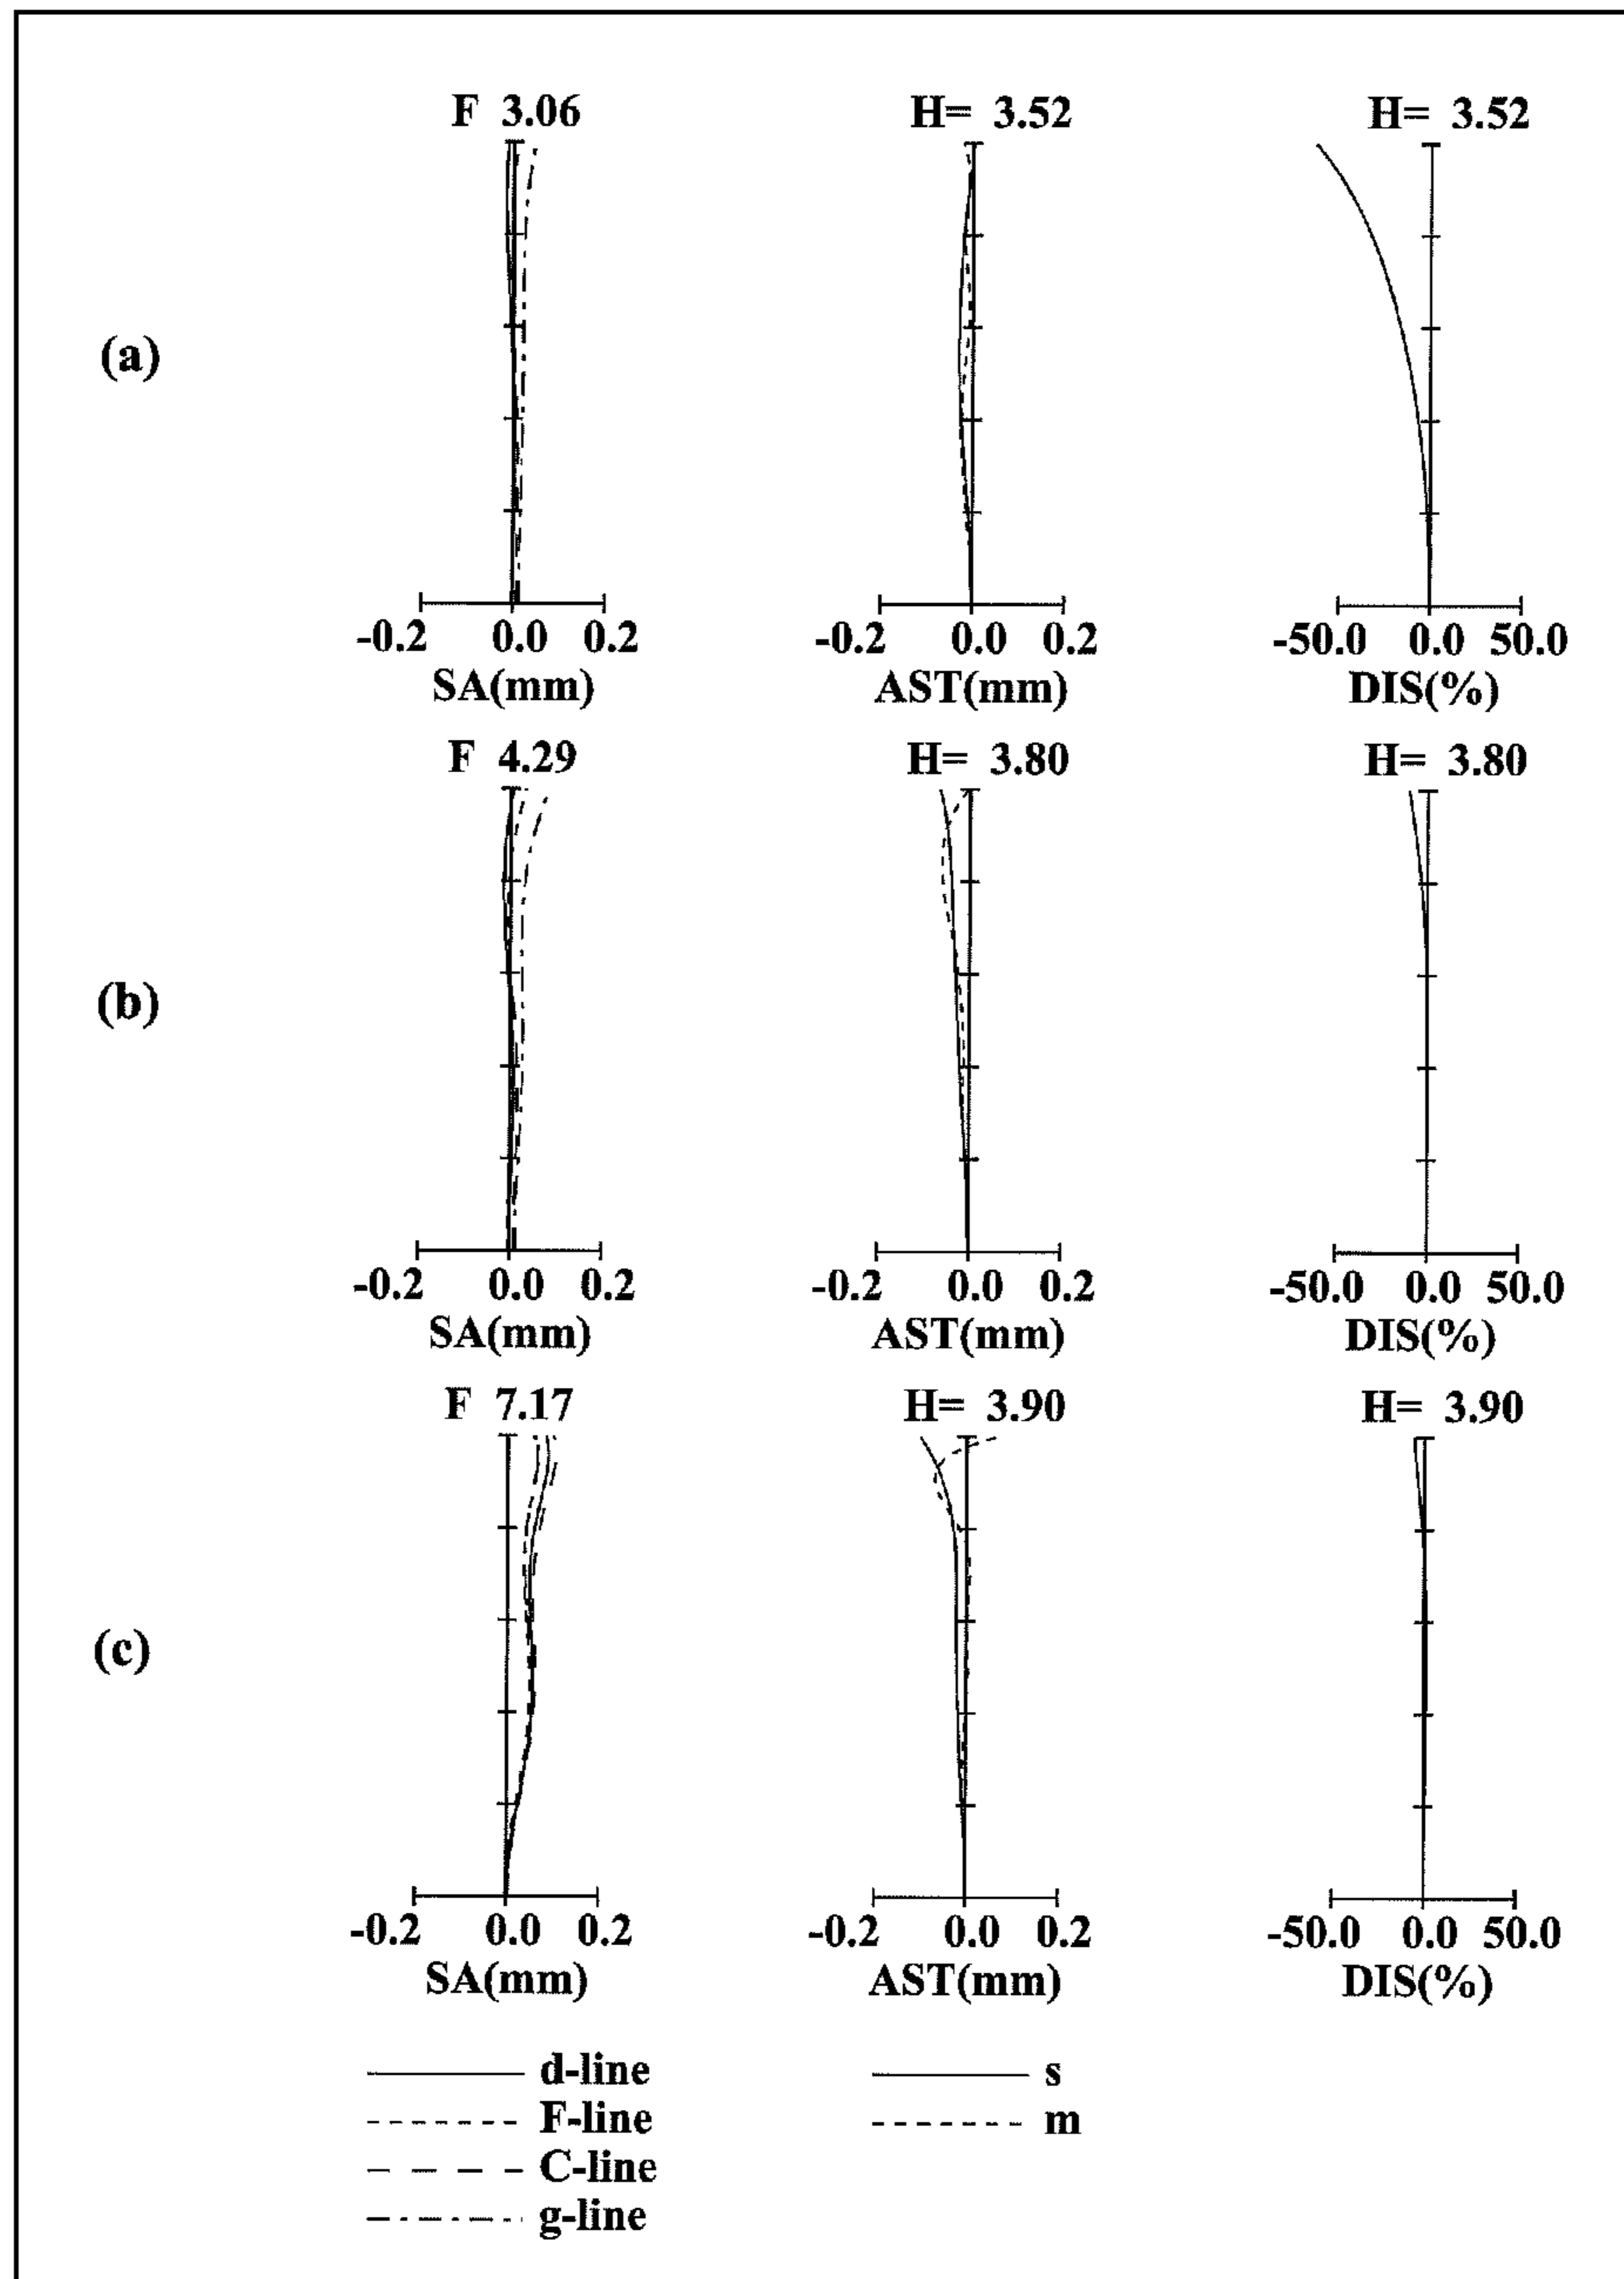 F 3.06 H= 3.52 H= 3.52
(a)
-0.2 0.0 0.2 -0.2 0.0 0.2 -50.0 0.0 50.0
SA(mm) AST(mm) DIS(%)
F 4.29 H= 3.80 H= 3.80
(b)
-0.2 0.0 0.2 -0.2 0.0 0.2 -50.0 0.0 50.0
SA(mm) AST(mm) DIS(%)
F 7.17 H= 3.90 H= 3.90
(c)
-0.2 0.0 0.2 -0.2 0.0 0.2 -50.0 0.0 50.0
SA(mm) AST(mm) DIS(%)
d-line s
F-line m
C-line
g-line